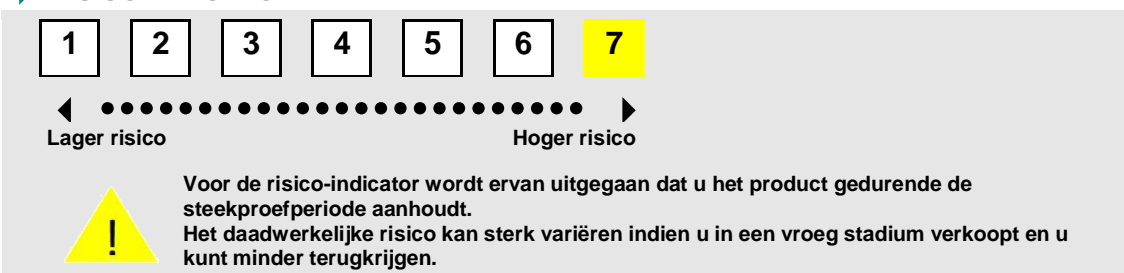 1 2 3 4 5 6 7
Lager risico Hoger risico
Voor de risico-indicator wordt ervan uitgegaan dat u het product gedurende de
steekproefperiode aanhoudt.
! Het daadwerkelijke risico kan sterk variëren indien u in een vroeg stadium verkoopt en u
kunt minder terugkrijgen.